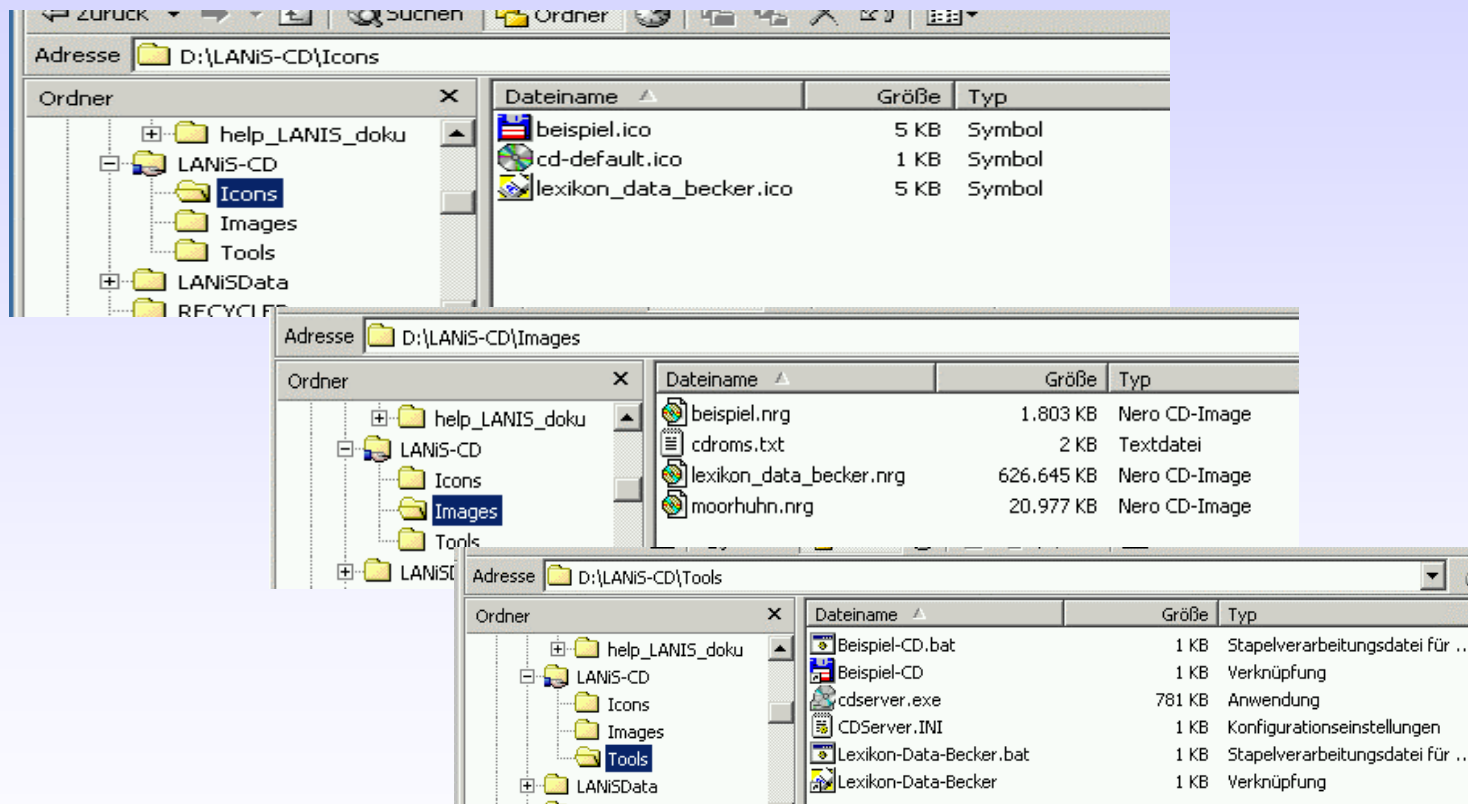 Zurück Suchen Ordner
Adresse D:\LANiS-CD\Icons
Ordner Dateiname Größe Typ
help_LANIS_doku
LANiS-CD
Icons
Images
Tools
LANiSData
RECYCLED
beispiel.ico 5 KB Symbol
cd-default.ico 1 KB Symbol
lexikon_data_becker.ico 5 KB Symbol
Adresse D:\LANiS-CD\Images
Ordner Dateiname Größe Typ
help_LANIS_doku
LANiS-CD
Icons
Images
Tools
beispiel.nrg 1.803 KB Nero CD-Image
cdroms.txt 2 KB Textdatei
lexikon_data_becker.nrg 626.645 KB Nero CD-Image
moorhuhn.nrg 20.977 KB Nero CD-Image
Adresse D:\LANiS-CD\Tools
Ordner Dateiname Größe Typ
help_LANIS_doku
LANiS-CD
Icons
Images
Tools
LANiSData
Beispiel-CD.bat 1 KB Stapelverarbeitungsdatei für ...
Beispiel-CD 1 KB Verknüpfung
cdserver.exe 781 KB Anwendung
CDServer.INI 1 KB Konfigurationseinstellungen
Lexikon-Data-Becker.bat 1 KB Stapelverarbeitungsdatei für ...
Lexikon-Data-Becker 1 KB Verknüpfung